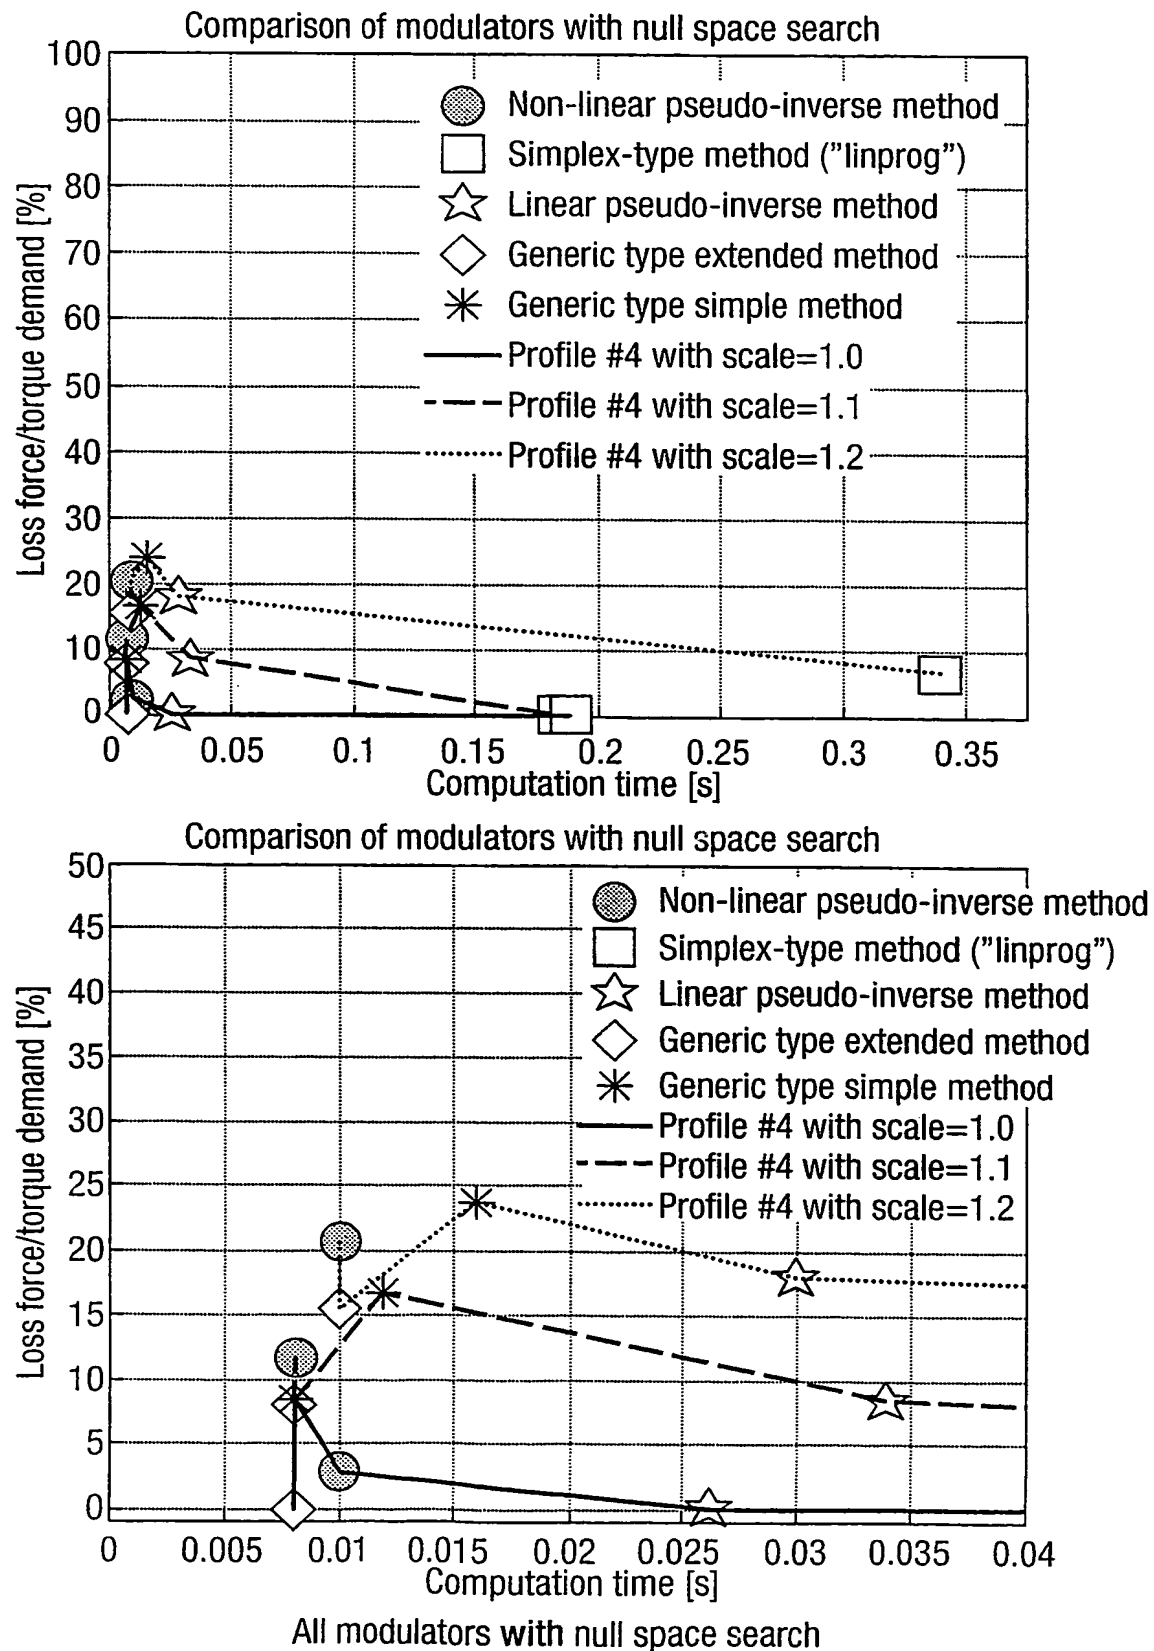 Comparison of modulators with null space search
100
90
80
70
60
50
40
30
20
10
0
Loss force/torque demand [%]
Non-linear pseudo-inverse method
Simplex-type method ("linprog")
Linear pseudo-inverse method
Generic type extended method
Generic type simple method
Profile #4 with scale=1.0
Profile #4 with scale=1.1
Profile #4 with scale=1.2
0 0.05 0.1 0.15 0.2 0.25 0.3 0.35
Computation time [s]
Comparison of modulators with null space search
50
45
40
35
30
25
20
15
10
5
0
Loss force/torque demand [%]
Non-linear pseudo-inverse method
Simplex-type method ("linprog")
Linear pseudo-inverse method
Generic type extended method
Generic type simple method
Profile #4 with scale=1.0
Profile #4 with scale=1.1
Profile #4 with scale=1.2
0 0.005 0.01 0.015 0.02 0.025 0.03 0.035 0.04
Computation time [s]
All modulators with null space search